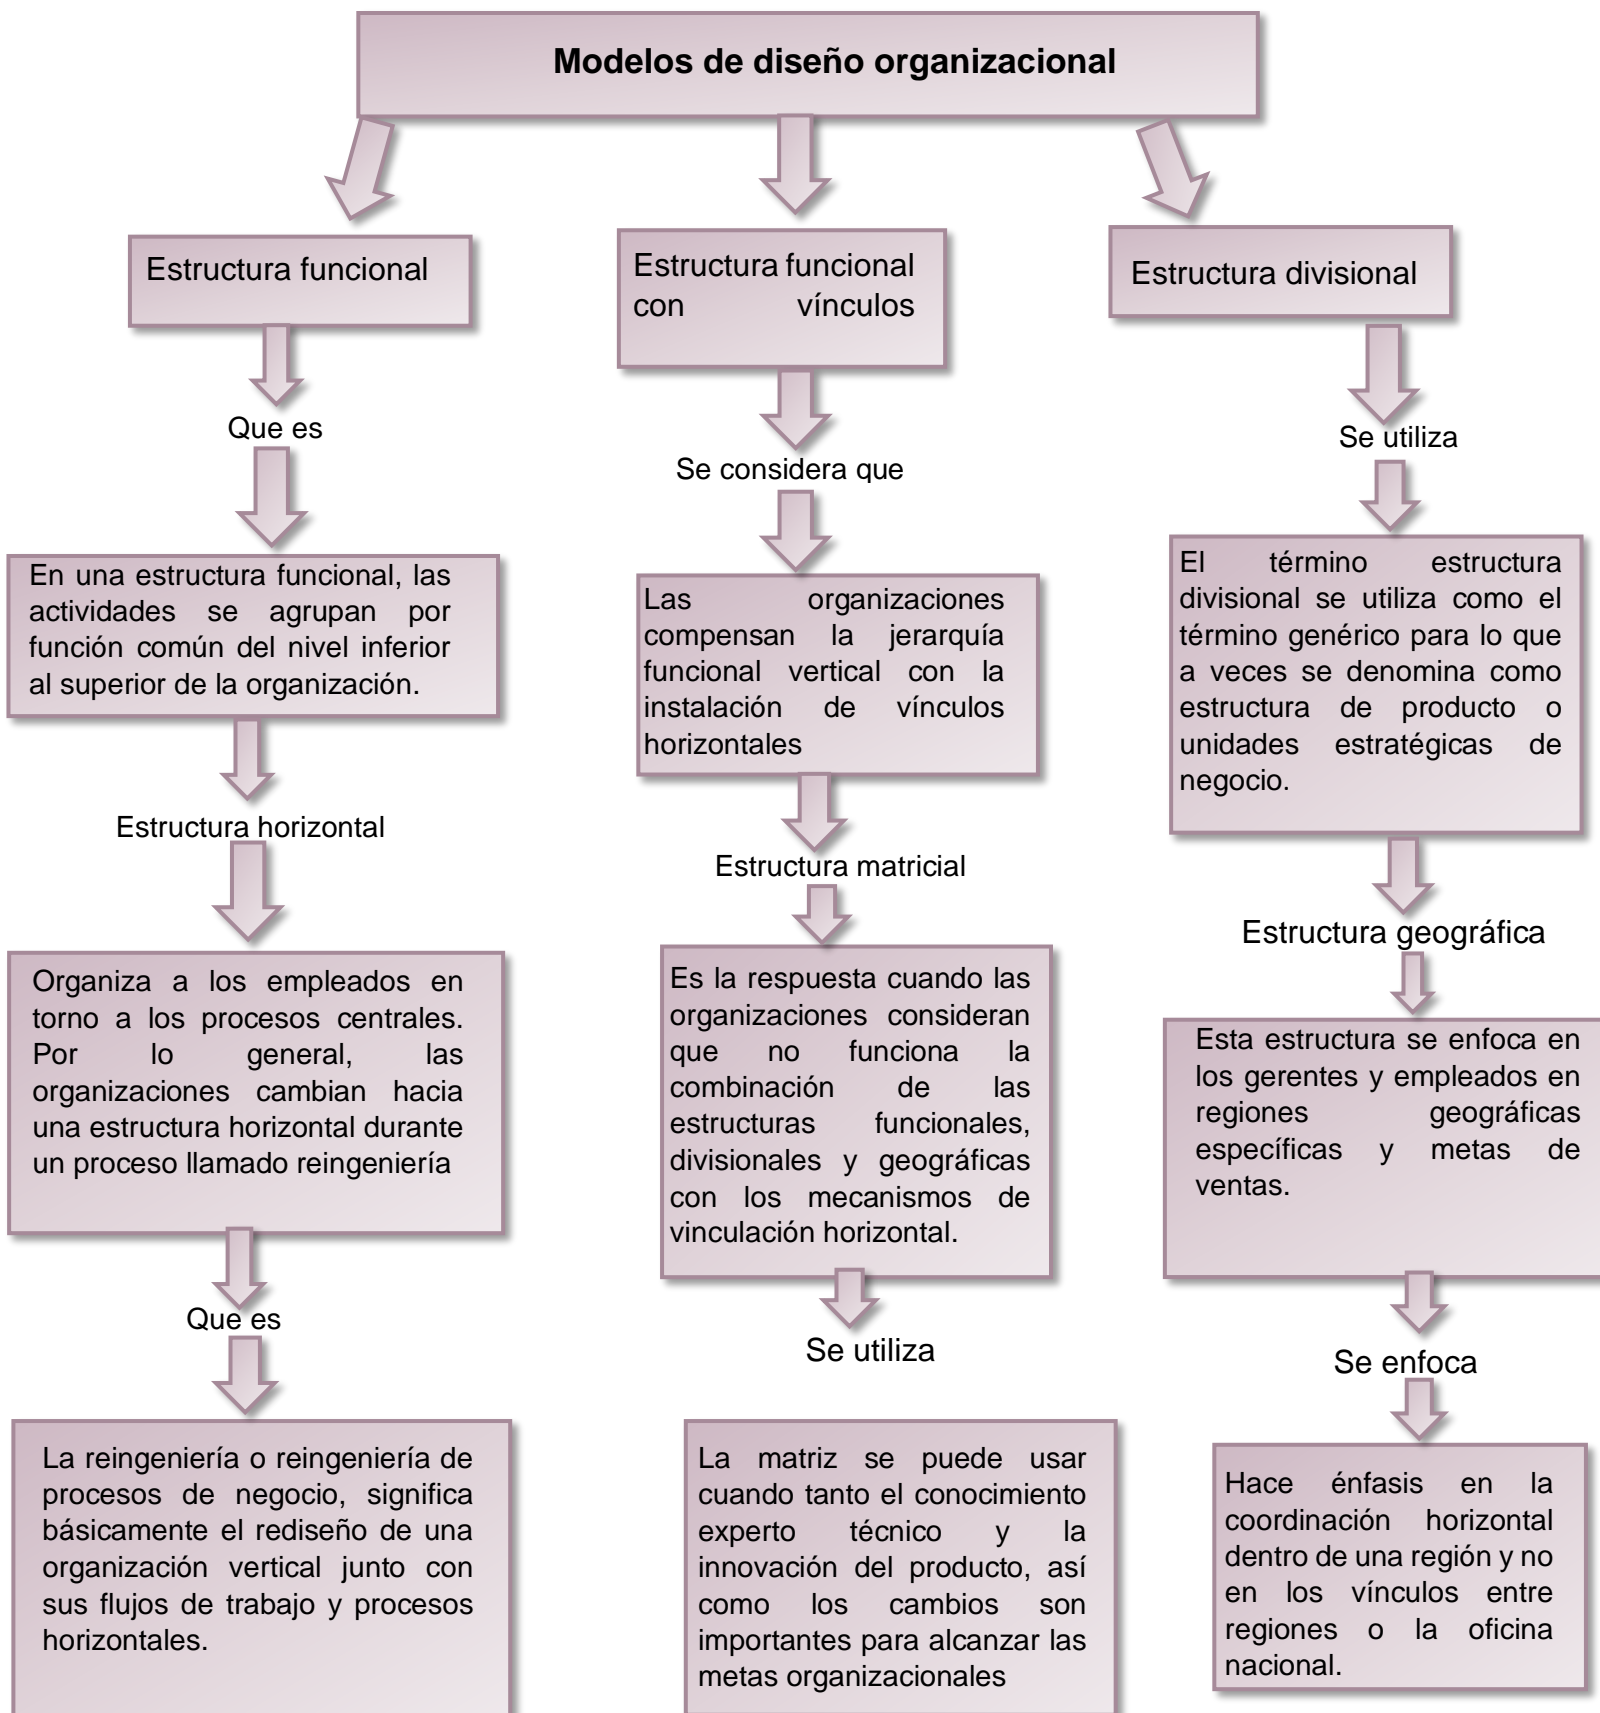 Modelos de diseño organizacional
Estructura funcional
Que es
En una estructura funcional, las
actividades se agrupan por
función común del nivel inferior
al superior de la organización.
Estructura horizontal
Organiza a los empleados en
torno a los procesos centrales.
Por lo general, las
organizaciones cambian hacia
una estructura horizontal durante
un proceso llamado reingeniería
Que es
La reingeniería o reingeniería de
procesos de negocio, significa
básicamente el rediseño de una
organización vertical junto con
sus flujos de trabajo y procesos
horizontales.
Estructura funcional
con vínculos
Se considera que
Las organizaciones
compensan la jerarquía
funcional vertical con la
instalación de vínculos
horizontales
Estructura matricial
Es la respuesta cuando las
organizaciones consideran
que no funciona la
combinación de las
estructuras funcionales,
divisionales y geográficas
con los mecanismos de
vinculación horizontal.
Se utiliza
La matriz se puede usar
cuando tanto el conocimiento
experto técnico y la
innovación del producto, así
como los cambios son
importantes para alcanzar las
metas organizacionales
Estructura divisional
Se utiliza
El término estructura
divisional se utiliza como el
término genérico para lo que
a veces se denomina como
estructura de producto o
unidades estratégicas de
negocio.
Estructura geográfica
Esta estructura se enfoca en
los gerentes y empleados en
regiones geográficas
específicas y metas de
ventas.
Se enfoca
Hace énfasis en la
coordinación horizontal
dentro de una región y no
en los vínculos entre
regiones o la oficina
nacional.